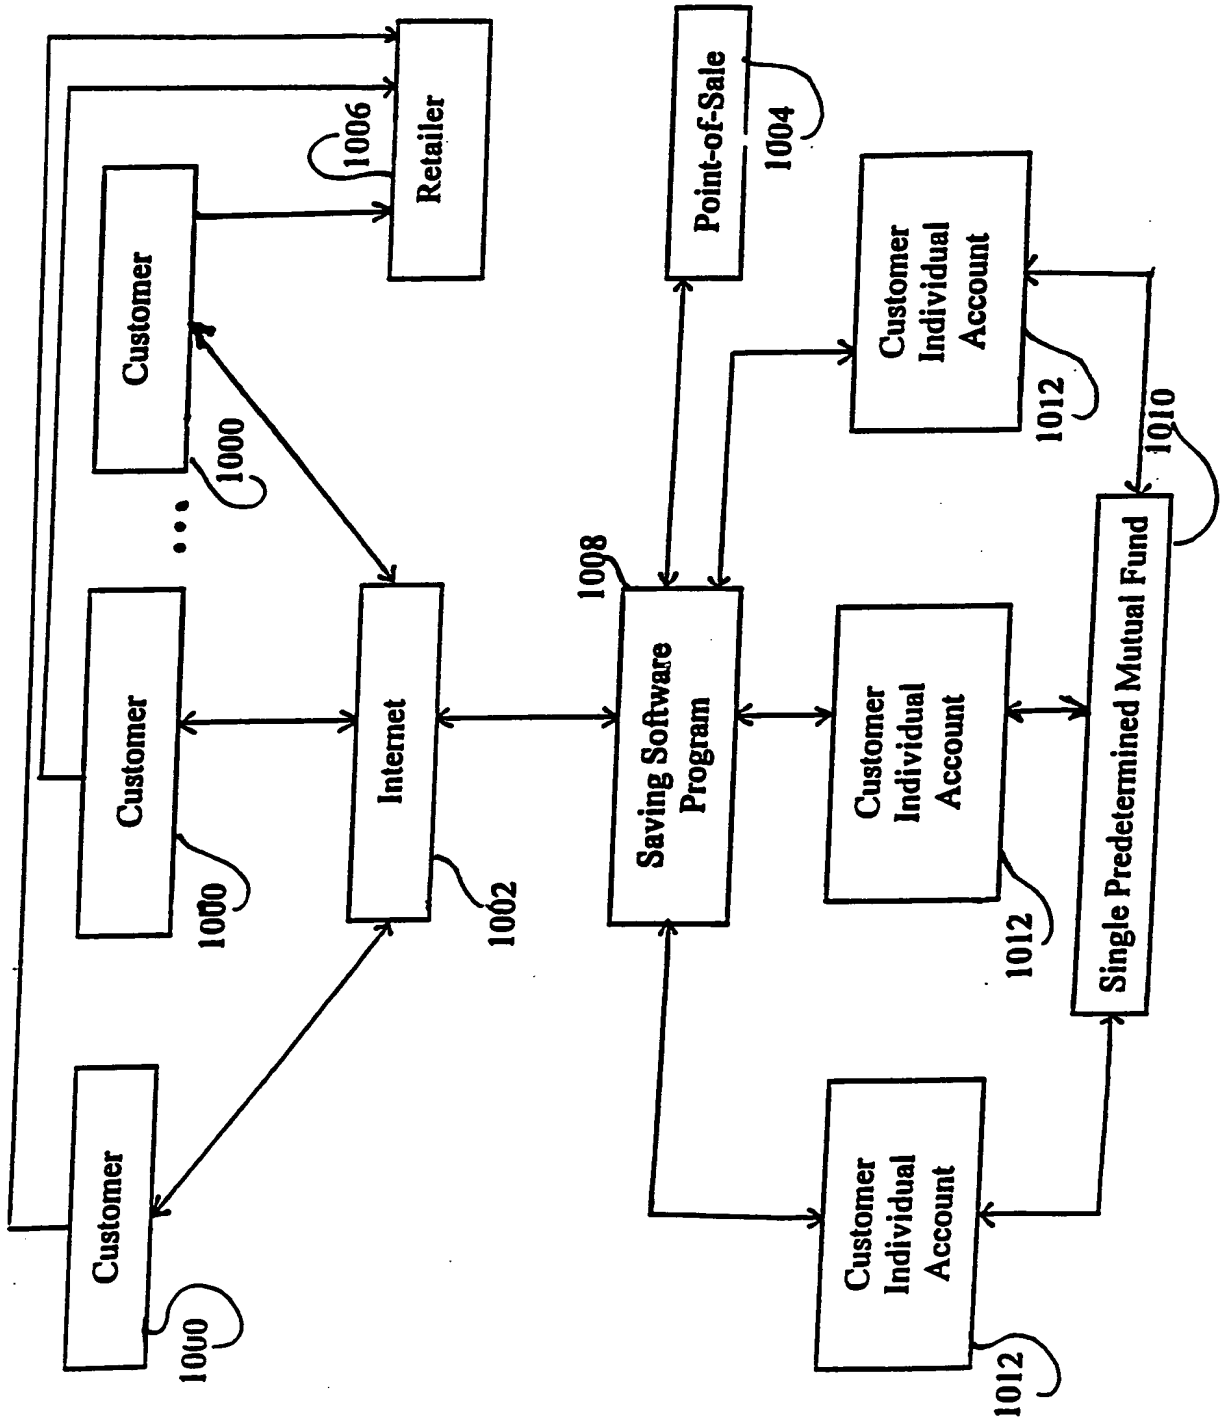 Customer
1000
Customer
1000
...
Customer
1000
Retailer
1006
Internet
1002
Saving Software
Program
1008
Point-of-Sale
1004
Customer
Individual
Account
1012
Customer
Individual
Account
1012
Customer
Individual
Account
1012
Single Predetermined Mutual Fund
1010